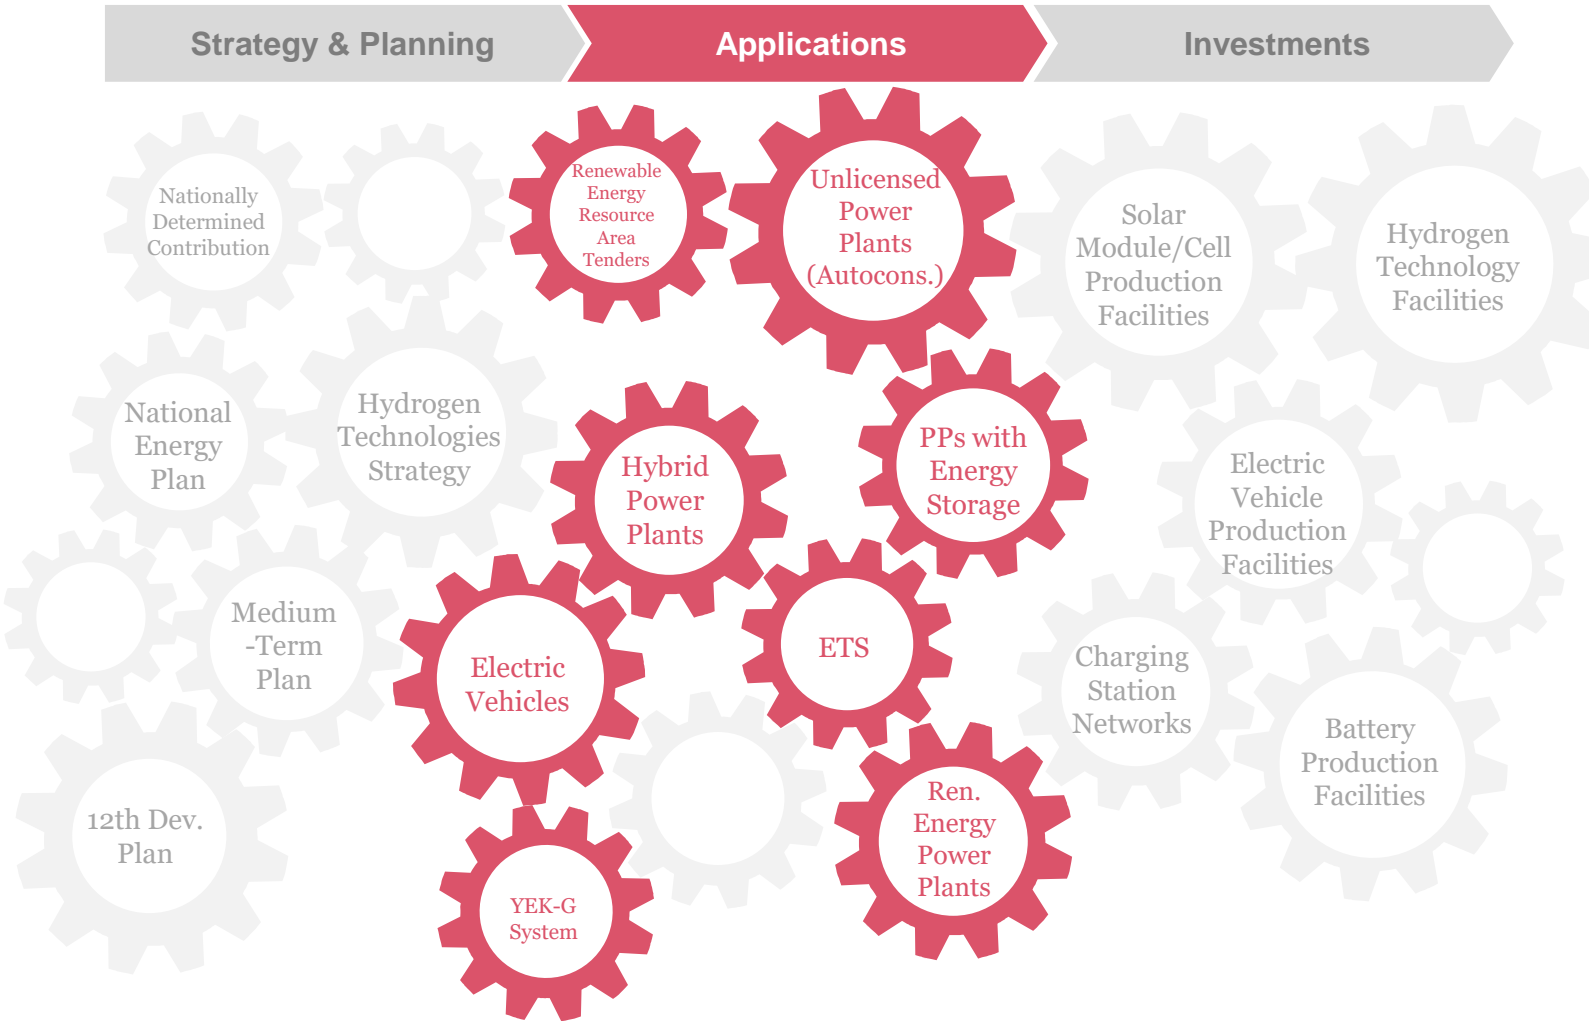 Strategy & Planning
Applications
Investments
Nationally
Determined
Contribution
National
Energy
Plan
Hydrogen
Technologies
Strategy
Medium
-Term
Plan
12th Dev.
Plan
Renewable
Energy
Resource
Area
Tenders
Unlicensed
Power
Plants
(Autocons.)
Hybrid
Power
Plants
PPs with
Energy
Storage
Electric
Vehicles
ETS
YEK-G
System
Ren.
Energy
Power
Plants
Solar
Module/Cell
Production
Facilities
Hydrogen
Technology
Facilities
Electric
Vehicle
Production
Facilities
Charging
Station
Networks
Battery
Production
Facilities